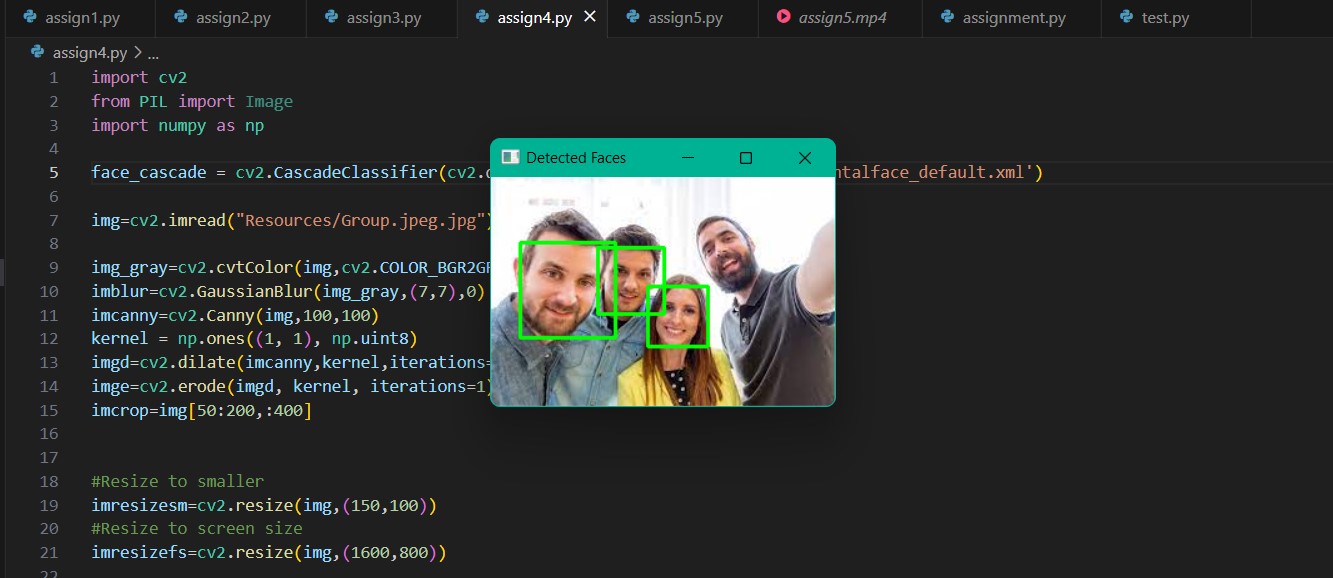 assign1.py assign2.py assign3.py assign4.py assign5.py assign5.mp4 assignment.py test.py
assign4.py > ...
1 import cv2
2 from PIL import Image
3 import numpy as np
4
5 face_cascade = cv2.CascadeClassifier(cv2. ntalface_default.xml')
6
7 img=cv2.imread("Resources/Group.jpeg.jpg")
8
9 img_gray=cv2.cvtColor(img,cv2.COLOR_BGR2GR
10 imblur=cv2.GaussianBlur(img_gray,(7,7),0)
11 imcanny=cv2.Canny(img,100,100)
12 kernel = np.ones((1, 1), np.uint8)
13 imgd=cv2.dilate(imcanny,kernel,iterations=
14 imge=cv2.erode(imgd, kernel, iterations=1)
15 imcrop=img[50:200,:400]
16
17
18 #Resize to smaller
19 imresizesm=cv2.resize(img,(150,100))
20 #Resize to screen size
21 imresizefs=cv2.resize(img,(1600,800))
22
Detected Faces